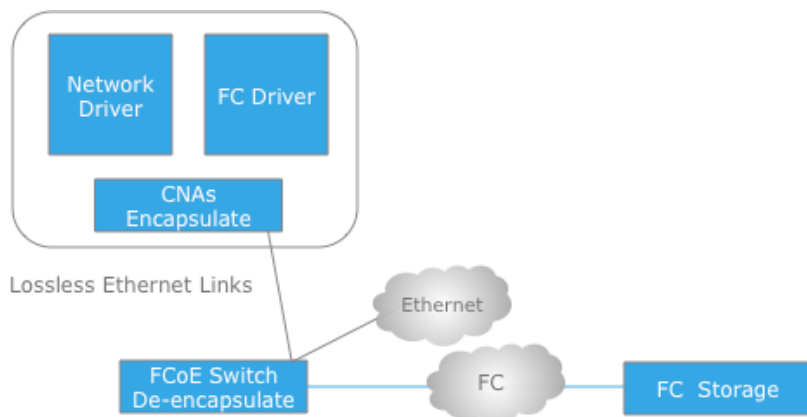 Network
Driver
FC Driver
CNAs
Encapsulate
Lossless Ethernet Links
Ethernet
FCoE Switch
De-encapsulate
FC
FC Storage